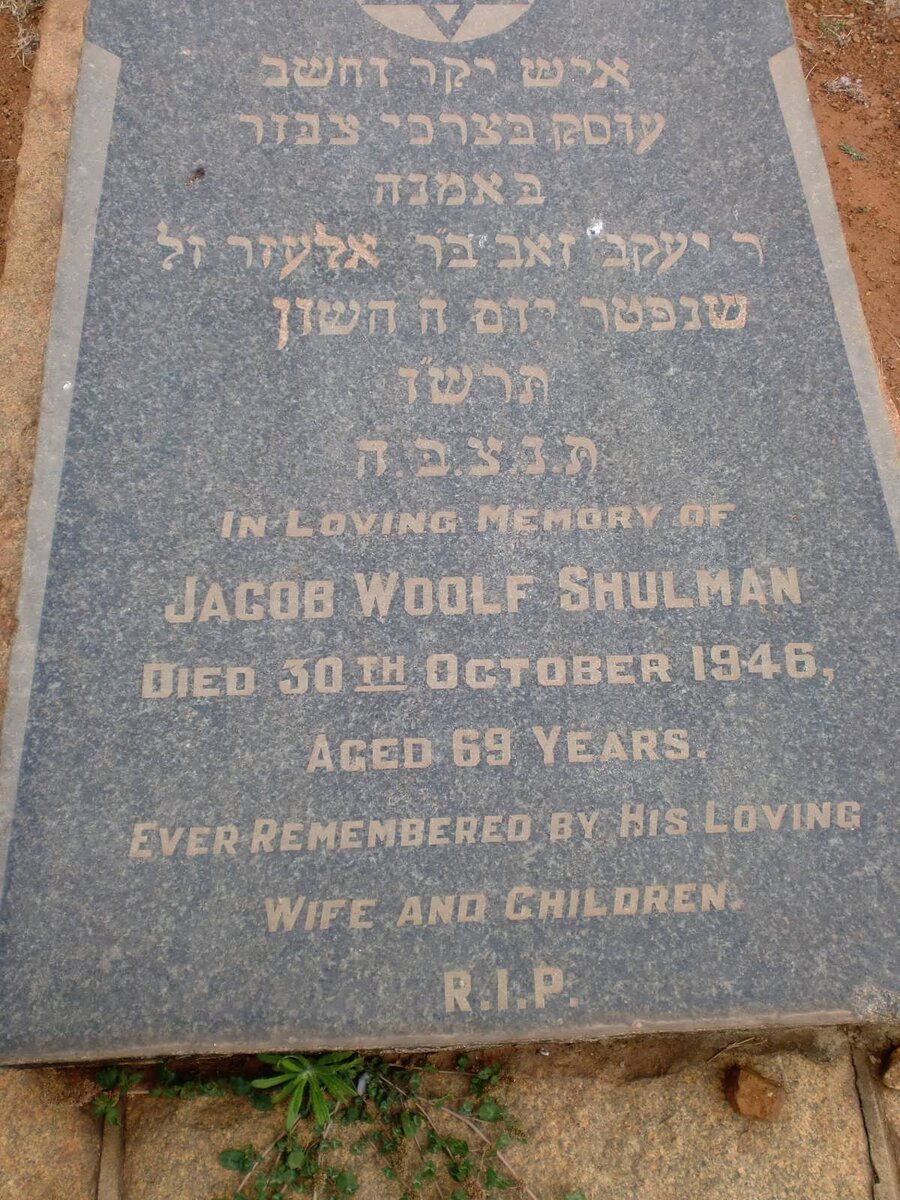 איש יקר וחשב
עוסק בצרכי צבור
באמנה
ר יעקב זאב ב״ר אלעזר ז״ל
שנפטר יום ה חשון
תרש״ז
ת.נ.צ.ב.ה
IN LOVING MEMORY OF
JACOB WOOLF SHULMAN
DIED 30TH OCTOBER 1946,
AGED 69 YEARS.
EVER REMEMBERED BY HIS LOVING
WIFE AND CHILDREN.
R.I.P.